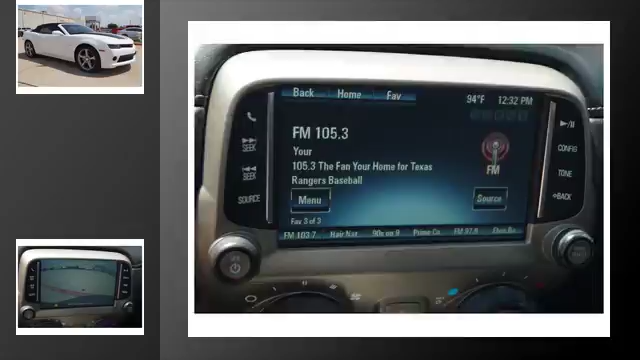 Back Home Fav 94°F 12:32 PM
FM 105.3
Your
105.3 The Fan Your Home for Texas
Rangers Baseball
FM
Menu Source
Fav 3 of 3
FM 103.7 Hair Nat 90s on 9 Prime Co FM 97.8
SEEK
SEEK
SOURCE
CONFIG
TONE
BACK